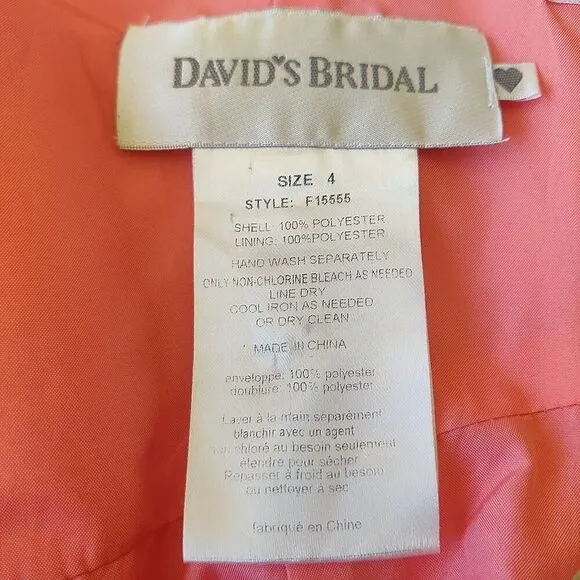 DAVID'S BRIDAL
SIZE 4
STYLE: F15555
SHELL: 100% POLYESTER
LINING: 100%POLYESTER
HAND WASH SEPARATELY
ONLY NON-CHLORINE BLEACH AS NEEDED
LINE DRY
COOL IRON AS NEEDED
OR DRY CLEAN
MADE IN CHINA
enveloppe: 100% polyester
doublure: 100% polyester
Laver à la main séparément
blanchir avec un agent
non chloré au besoin seulement
etendre pour sécher
Repasser à froid au besoin
ou nettoyer à sec
fabriqué en Chine